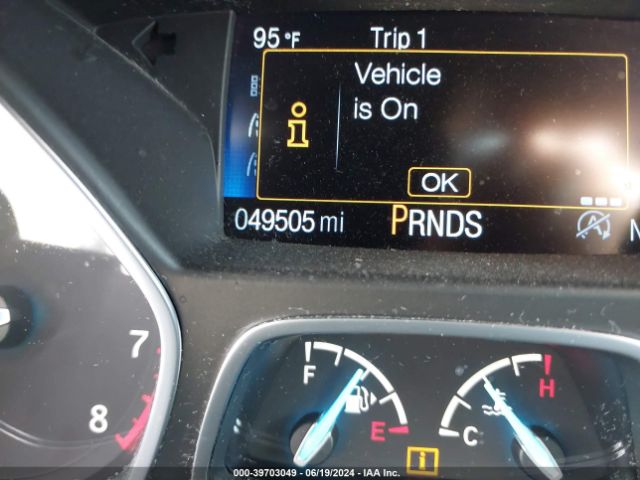 95 °F Trip 1
Vehicle
is On
i
OK
049505 mi PRNDS
A N
7
8
F E
C H
i
000-39703049 - 06/19/2024 - IAA Inc.